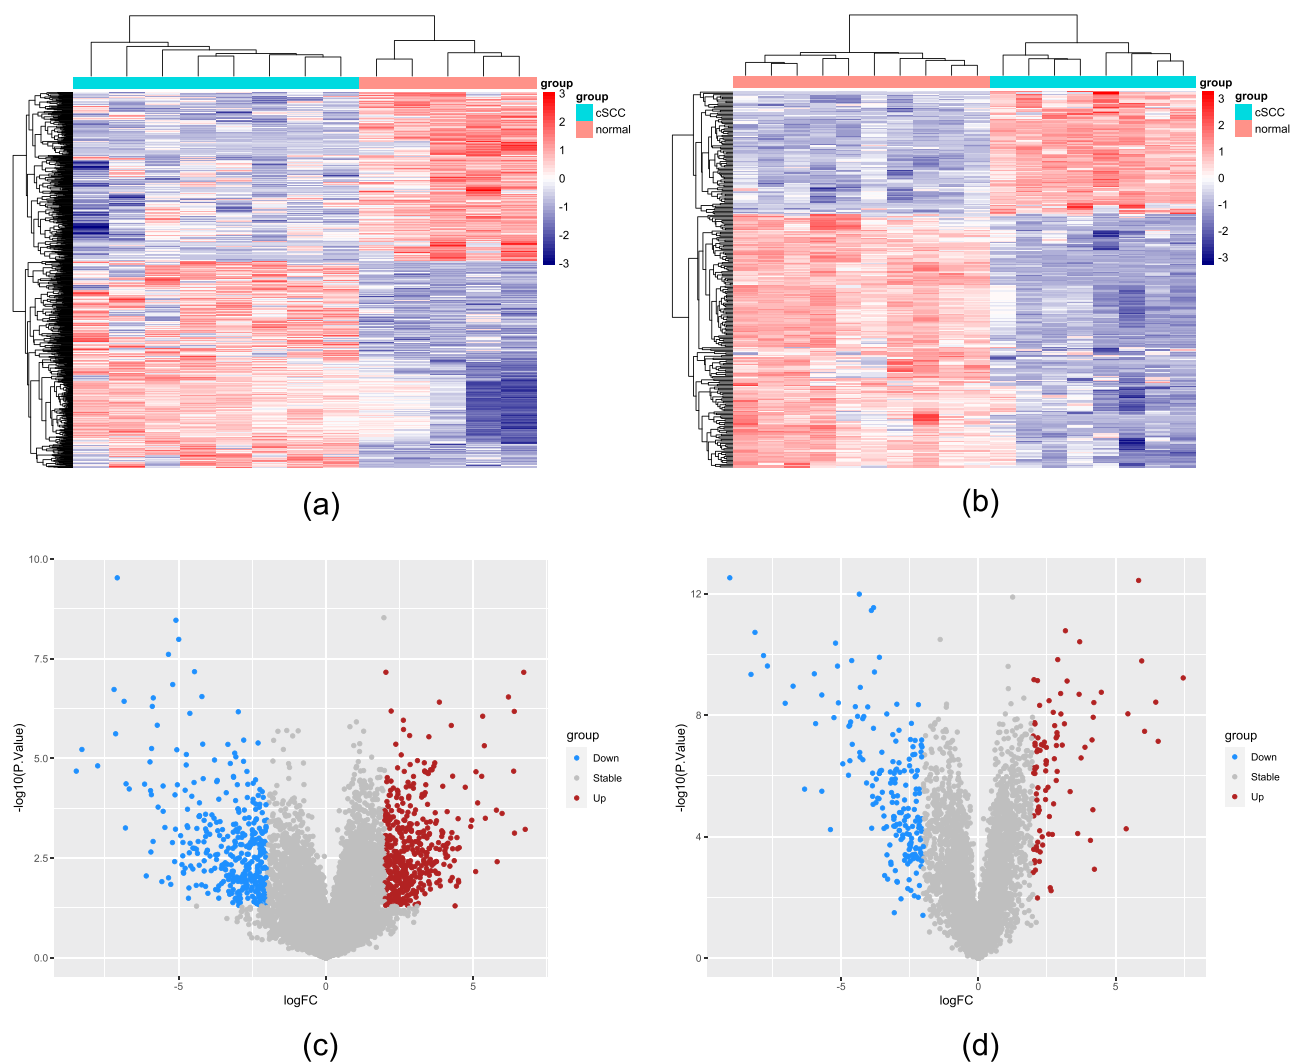 group
3
2
1
0
-1
-2
-3
group
cSCC
normal
(a)
group
3
2
1
0
-1
-2
-3
group
cSCC
normal
(b)
10.0
7.5
5.0
2.5
0.0
-log10(P.Value)
-5
0
5
logFC
group
Down
Stable
Up
(c)
12
8
4
0
-log10(P.Value)
-5
0
5
logFC
group
Down
Stable
Up
(d)